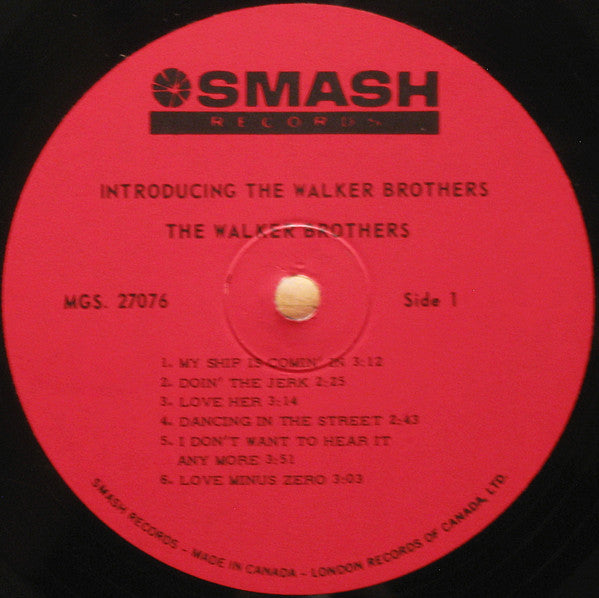 SMASH
RECORDS
INTRODUCING THE WALKER BROTHERS
THE WALKER BROTHERS
MGS. 27076 Side 1
1. MY SHIP IS COMIN' IN 3:12
2. DOIN' THE JERK 2:25
3. LOVE HER 3:14
4. DANCING IN THE STREET 2:43
5. I DON'T WANT TO HEAR IT
ANY MORE 3:51
6. LOVE MINUS ZERO 3:03
SMASH RECORDS - MADE IN CANADA - LONDON RECORDS OF CANADA, LTD.